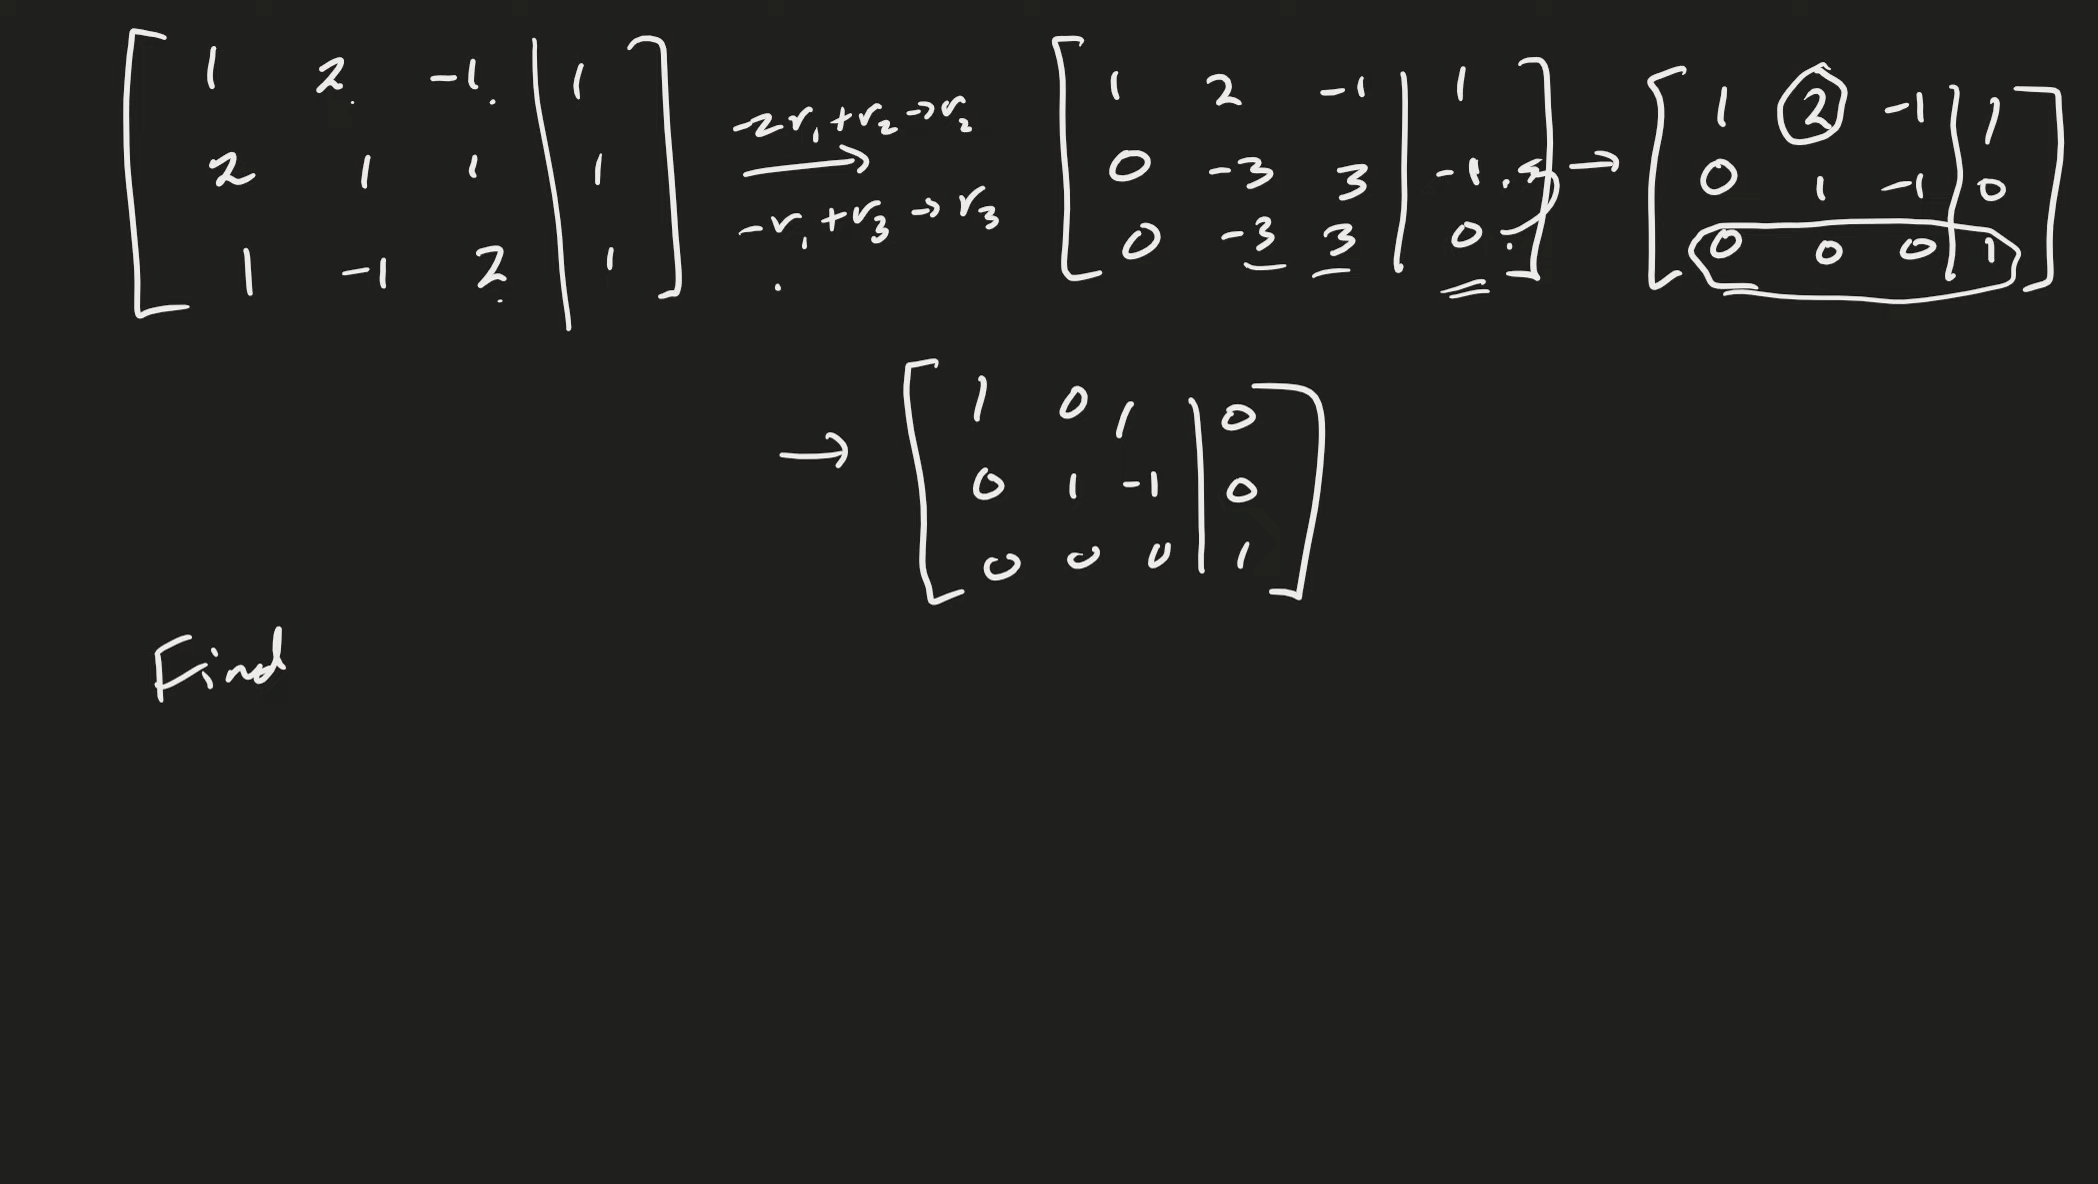 [ 1 2 -1 | 1 ] [ 1 2 -1 | 1 ] [ 1 2 -1 | 1 ]
-2r₁+r₂→r₂
[ 2 1 1 | 1 ] → [ 0 -3 3 | -1 ] → [ 0 1 -1 | 0 ]
-r₁+r₃→r₃
[ 1 -1 2 | 1 ] [ 0 -3 3 | 0 ] [ 0 0 0 | 1 ]
→ [ 1 0 1 | 0 ]
[ 0 1 -1 | 0 ]
[ 0 0 0 | 1 ]
Find